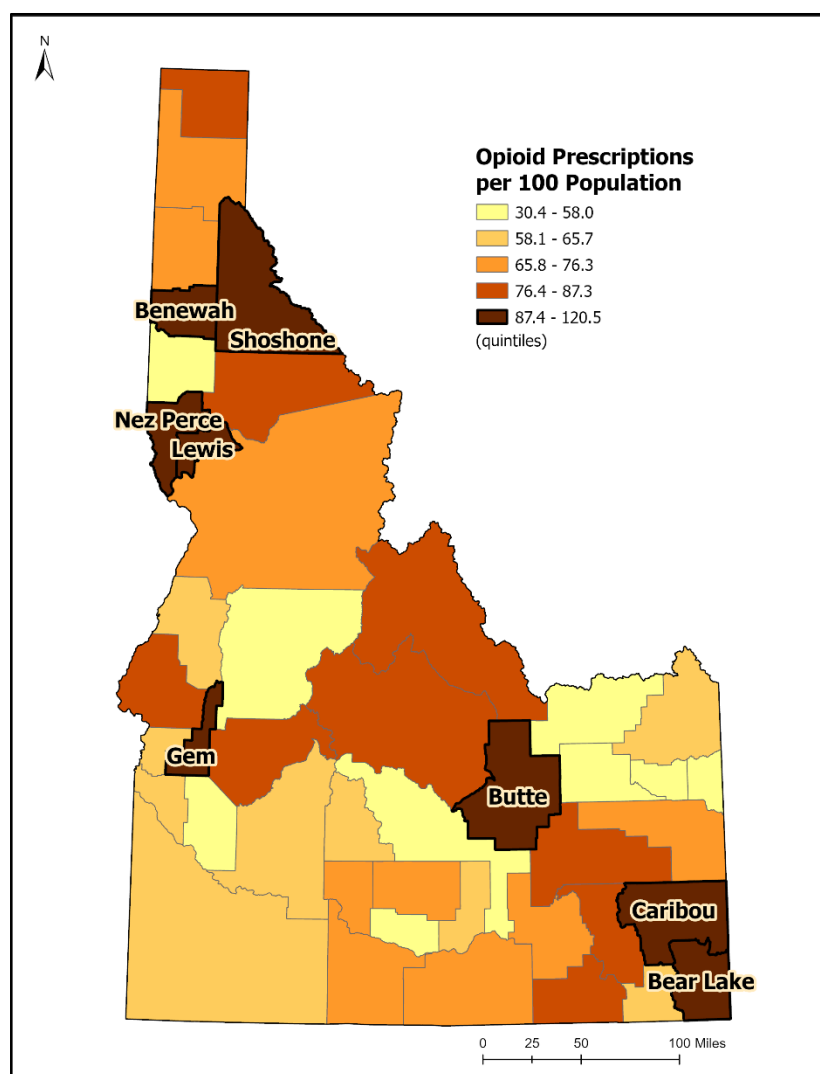 N
Opioid Prescriptions
per 100 Population
30.4 - 58.0
58.1 - 65.7
65.8 - 76.3
76.4 - 87.3
87.4 - 120.5
(quintiles)
Benewah
Shoshone
Nez Perce
Lewis
Gem
Butte
Caribou
Bear Lake
0 25 50 100 Miles